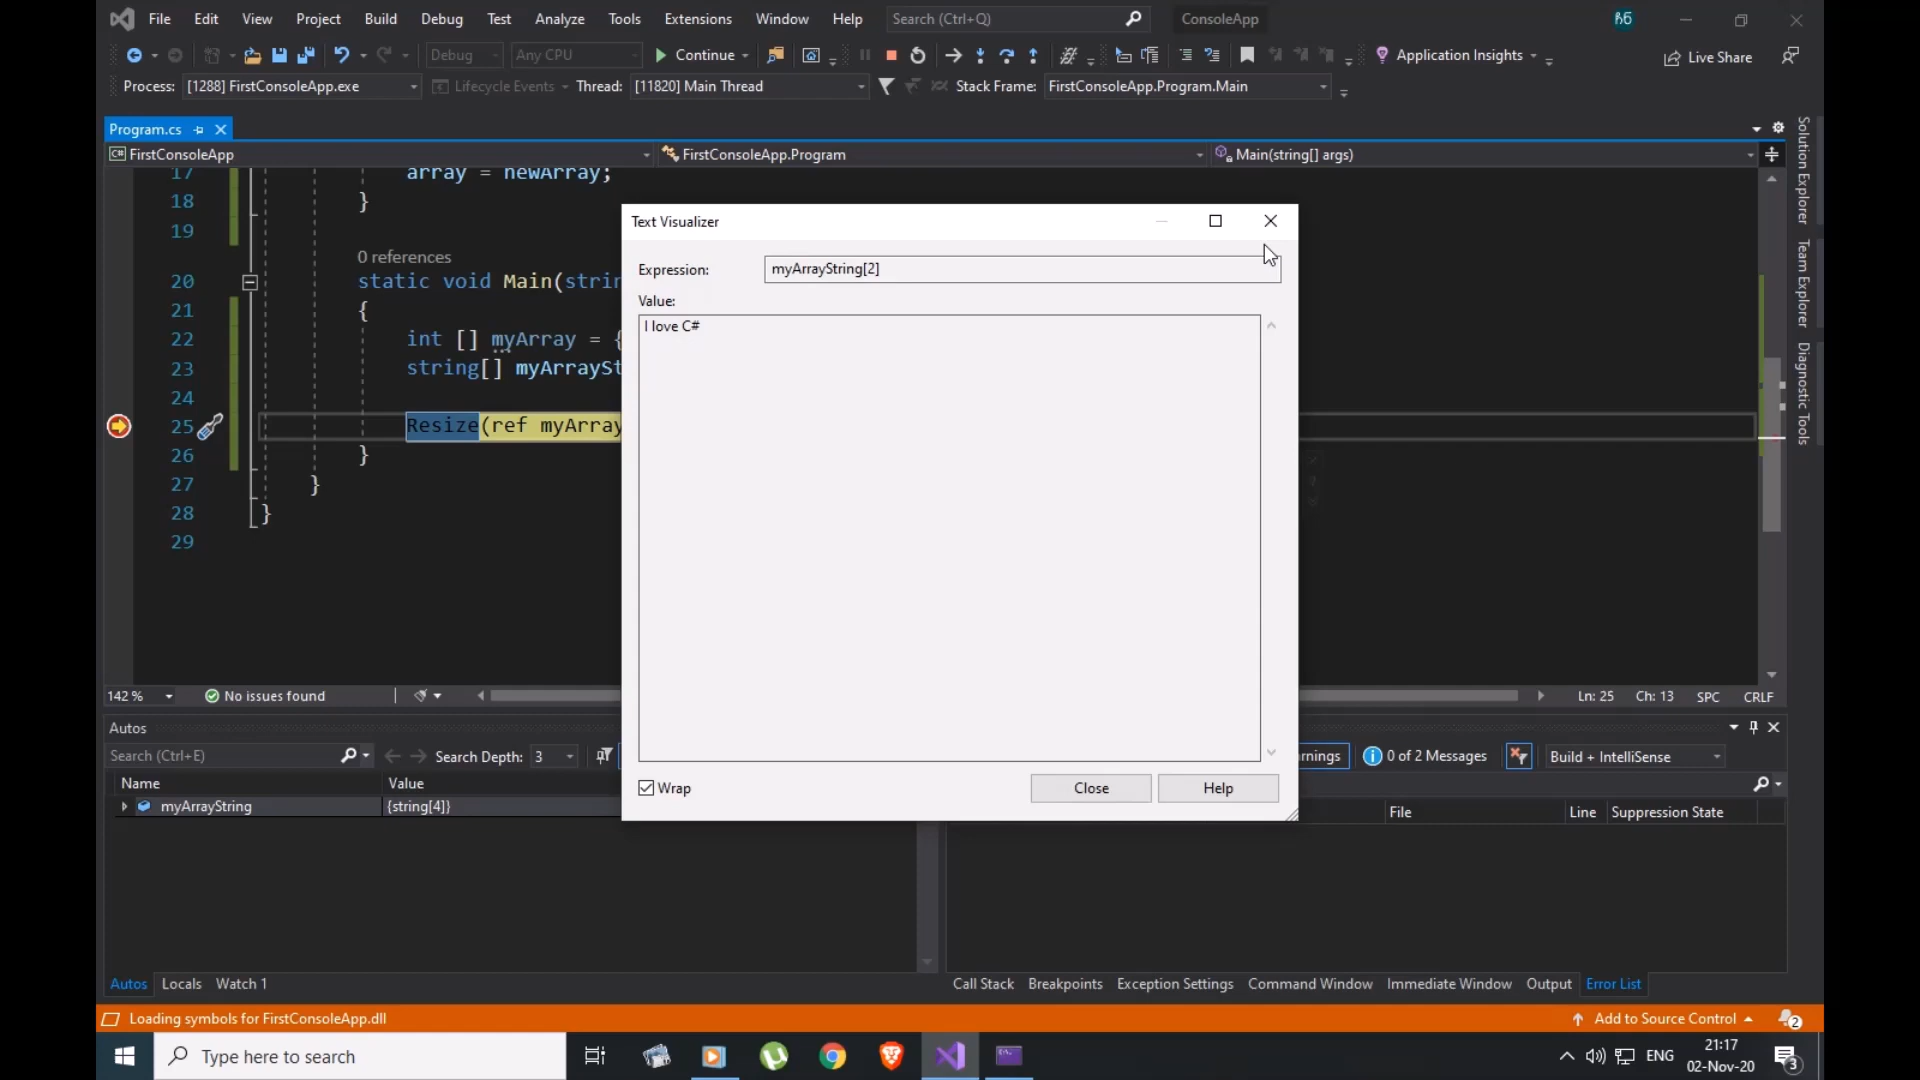 File Edit View Project Build Debug Test Analyze Tools Extensions Window Help Search (Ctrl+Q) ConsoleApp
Debug Any CPU Continue Application Insights Live Share
Process: [1288] FirstConsoleApp.exe Lifecycle Events Thread: [11820] Main Thread Stack Frame: FirstConsoleApp.Program.Main
Program.cs
FirstConsoleApp FirstConsoleApp.Program Main(string[] args)
17 array = newArray;
18 }
19
0 references
20 static void Main(strin
21 {
22 int [] myArray = {
23 string[] myArraySt
24
25 Resize(ref myArray
26 }
27 }
28 }
29
Text Visualizer
Expression: myArrayString[2]
Value:
I love C#
Wrap Close Help
142 % No issues found Ln: 25 Ch: 13 SPC CRLF
Autos
Search (Ctrl+E) Search Depth: 3
Name Value
myArrayString {string[4]}
Autos Locals Watch 1
rnings 0 of 2 Messages Build + IntelliSense
File Line Suppression State
Call Stack Breakpoints Exception Settings Command Window Immediate Window Output Error List
Solution Explorer
Team Explorer
Diagnostic Tools
Loading symbols for FirstConsoleApp.dll Add to Source Control 2
Type here to search ENG 21:17
02-Nov-20 3